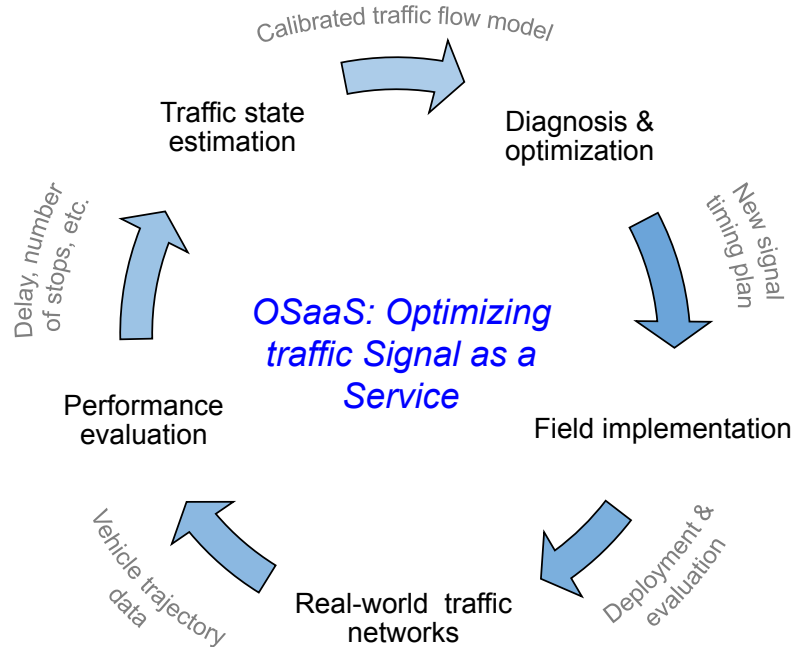 Calibrated traffic flow model
Traffic state
estimation
Diagnosis &
optimization
New signal
timing plan
Delay, number
of stops, etc.
OSaaS: Optimizing
traffic Signal as a
Service
Performance
evaluation
Field implementation
Vehicle trajectory
data
Deployment &
evaluation
Real-world traffic
networks